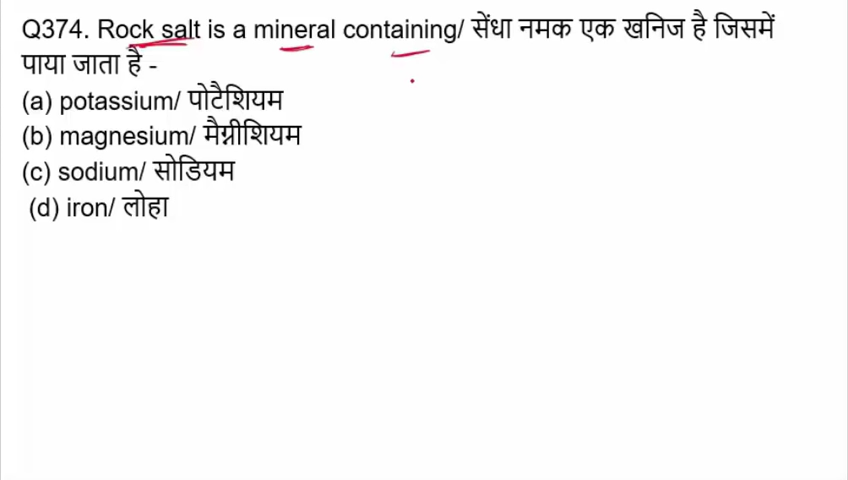 Q374. Rock salt is a mineral containing/ सेंधा नमक एक खनिज है जिसमें
पाया जाता है -
(a) potassium/ पोटैशियम
(b) magnesium/ मैग्नीशियम
(c) sodium/ सोडियम
(d) iron/ लोहा